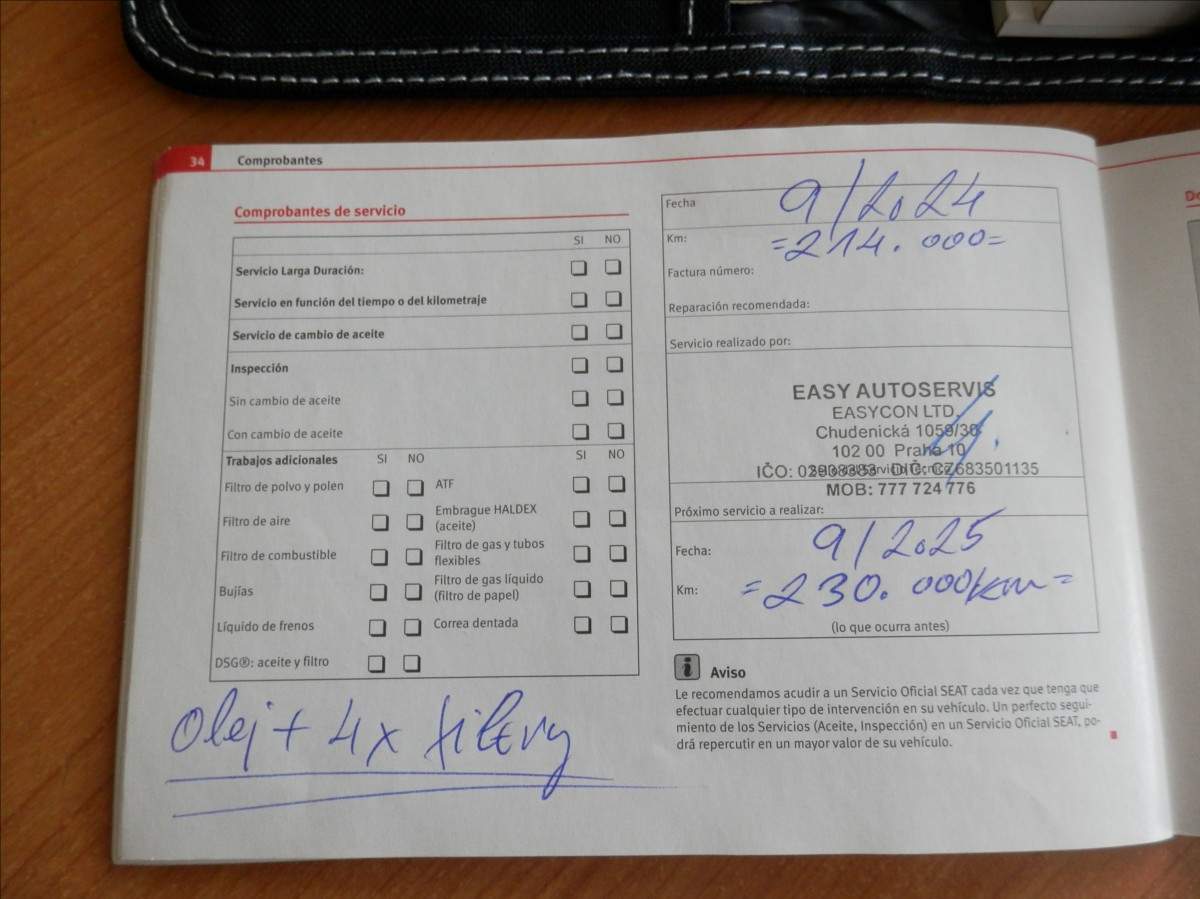 34 Comprobantes
Comprobantes de servicio
SI NO
Servicio Larga Duración:
Servicio en función del tiempo o del kilometraje
Servicio de cambio de aceite
Inspección
Sin cambio de aceite
Con cambio de aceite
Trabajos adicionales SI NO SI NO
Filtro de polvo y polen ATF
Filtro de aire Embrague HALDEX
(aceite)
Filtro de combustible Filtro de gas y tubos
flexibles
Bujías Filtro de gas líquido
(filtro de papel)
Líquido de frenos Correa dentada
DSG®: aceite y filtro
Olej + 4x filtry
Fecha 9/2024
Km: =214.000=
Factura número:
Reparación recomendada:
Servicio realizado por:
EASY AUTOSERVIS
EASYCON LTD.
Chudenická 1059/30
102 00 Praha 10
IČO: DIČ: CZ683501135
MOB: 777 724 776
Próximo servicio a realizar:
Fecha: 9/2025
Km: =230.000km=
(lo que ocurra antes)
i Aviso
Le recomendamos acudir a un Servicio Oficial SEAT cada vez que tenga que
efectuar cualquier tipo de intervención en su vehículo. Un perfecto segui-
miento de los Servicios (Aceite, Inspección) en un Servicio Oficial SEAT, po-
drá repercutir en un mayor valor de su vehículo.